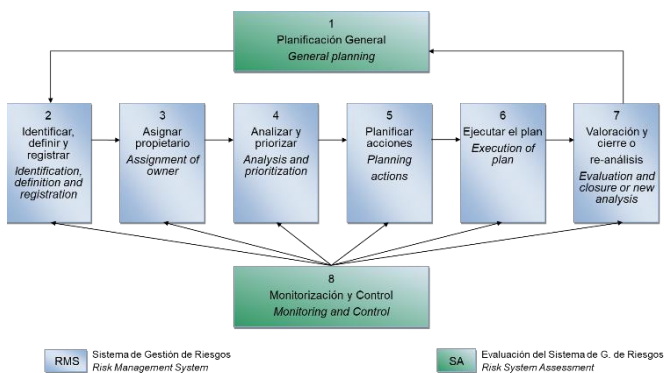 1
Planificación General
General planning
2
Identificar,
definir y
registrar
Identification,
definition and
registration
3
Asignar
propietario
Assignment of
owner
4
Analizar y
priorizar
Analysis and
prioritization
5
Planificar
acciones
Planning
actions
6
Ejecutar el plan
Execution of
plan
7
Valoración y
cierre o
re-análisis
Evaluation and
closure or new
analysis
8
Monitorización y Control
Monitoring and Control
RMS
Sistema de Gestión de Riesgos
Risk Management System
SA
Evaluación del Sistema de G. de Riesgos
Risk System Assessment